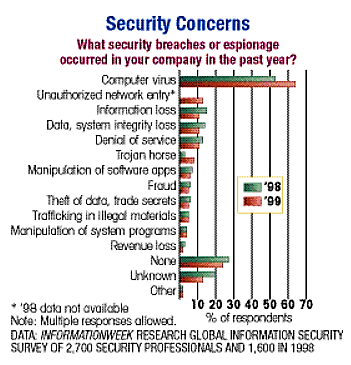 Security Concerns
What security breaches or espionage
occurred in your company in the past year?
Computer virus
Unauthorized network entry*
Information loss
Data, system integrity loss
Denial of service
Trojan horse
Manipulation of software apps
Fraud
Theft of data, trade secrets
Trafficking in illegal materials
Manipulation of system programs
Revenue loss
None
Unknown
Other
'98
'99
10 20 30 40 50 60 70
% of respondents
* '98 data not available
Note: Multiple responses allowed.
DATA: INFORMATIONWEEK RESEARCH GLOBAL INFORMATION SECURITY
SURVEY OF 2,700 SECURITY PROFESSIONALS AND 1,600 IN 1998